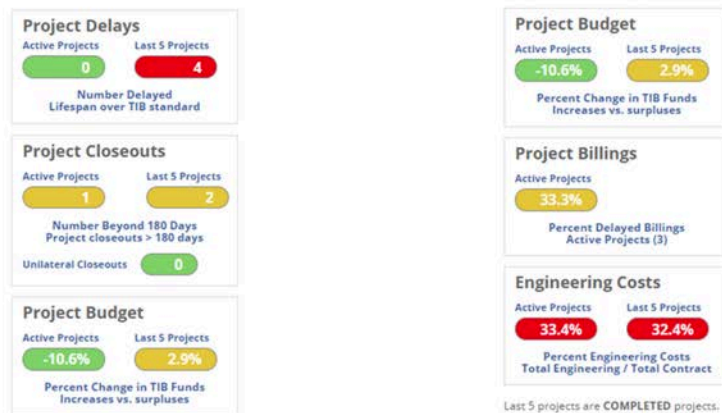 Project Delays
Active Projects Last 5 Projects
0 4
Number Delayed
Lifespan over TIB standard
Project Closeouts
Active Projects Last 5 Projects
1 2
Number Beyond 180 Days
Project closeouts > 180 days
Unilateral Closeouts 0
Project Budget
Active Projects Last 5 Projects
-10.6% 2.9%
Percent Change in TIB Funds
Increases vs. surpluses
Project Budget
Active Projects Last 5 Projects
-10.6% 2.9%
Percent Change in TIB Funds
Increases vs. surpluses
Project Billings
Active Projects
33.3%
Percent Delayed Billings
Active Projects (3)
Engineering Costs
Active Projects Last 5 Projects
33.4% 32.4%
Percent Engineering Costs
Total Engineering / Total Contract
Last 5 projects are COMPLETED projects.